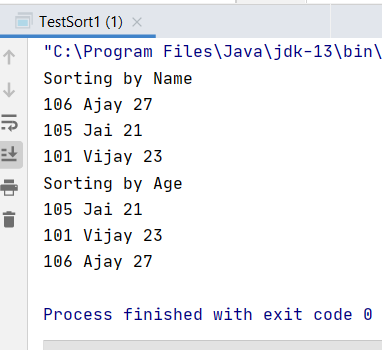 TestSort1 (1)
"C:\Program Files\Java\jdk-13\bin\
Sorting by Name
106 Ajay 27
105 Jai 21
101 Vijay 23
Sorting by Age
105 Jai 21
101 Vijay 23
106 Ajay 27
Process finished with exit code 0